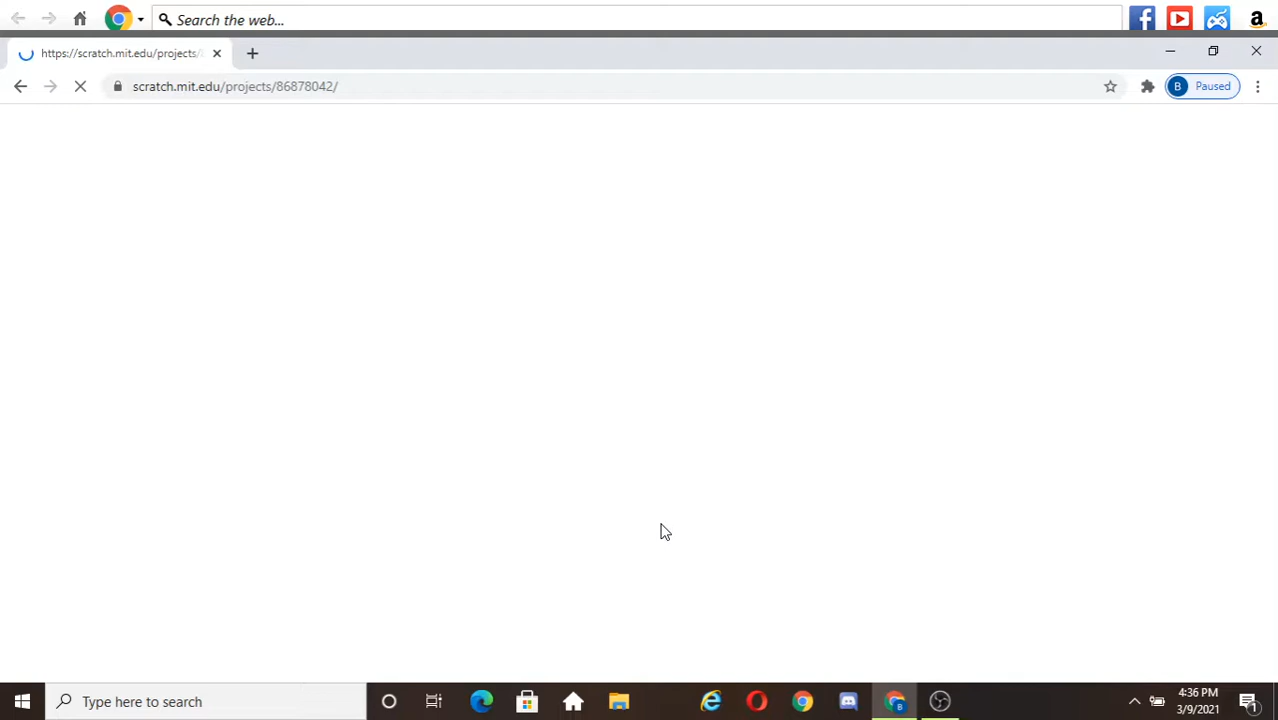 Search the web...
a
https://scratch.mit.edu/projects/
scratch.mit.edu/projects/86878042/
B Paused
Type here to search
B
4:36 PM
3/9/2021
1